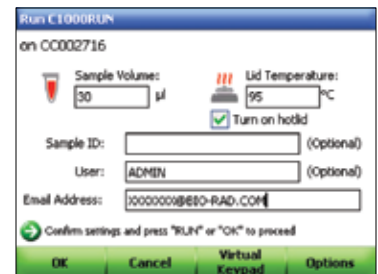 Run C1000RUN
on CC002716
Sample Volume: Lid Temperature:
30 µl 95 °C
Turn on hotlid
Sample ID: (Optional)
User: ADMIN (Optional)
Email Address: XXXXXXX@BIO-RAD.COM
Confirm settings and press "RUN" or "OK" to proceed
OK Cancel Virtual Keypad Options